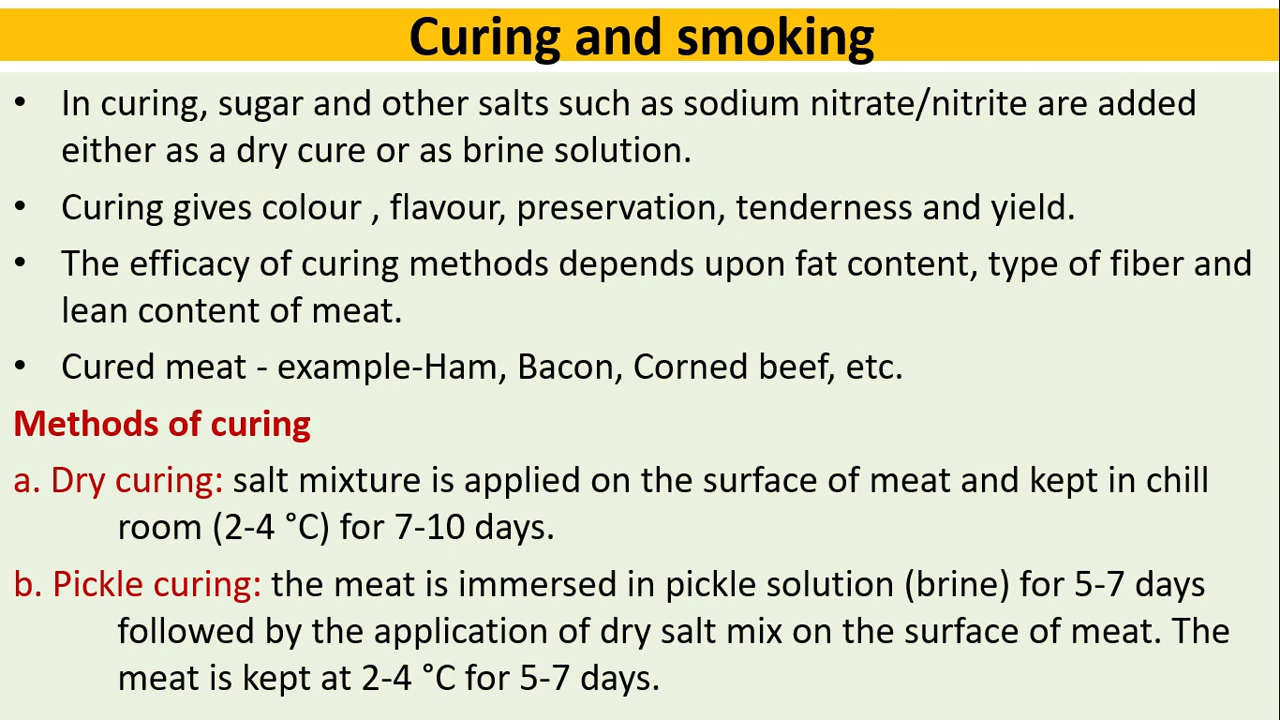 Curing and smoking
• In curing, sugar and other salts such as sodium nitrate/nitrite are added
either as a dry cure or as brine solution.
• Curing gives colour , flavour, preservation, tenderness and yield.
• The efficacy of curing methods depends upon fat content, type of fiber and
lean content of meat.
• Cured meat - example-Ham, Bacon, Corned beef, etc.
Methods of curing
a. Dry curing: salt mixture is applied on the surface of meat and kept in chill
room (2-4 °C) for 7-10 days.
b. Pickle curing: the meat is immersed in pickle solution (brine) for 5-7 days
followed by the application of dry salt mix on the surface of meat. The
meat is kept at 2-4 °C for 5-7 days.